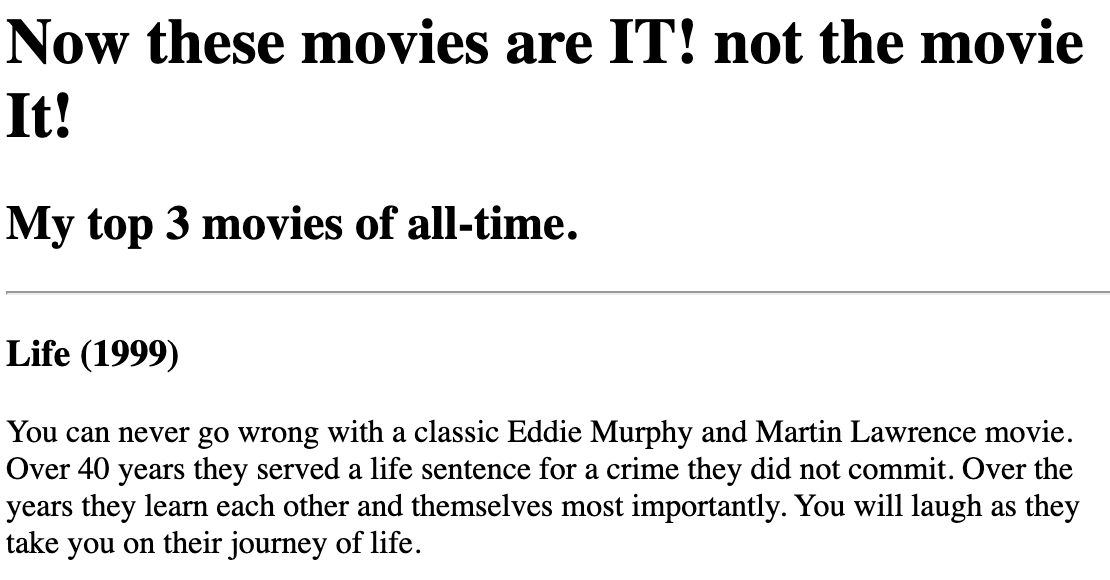 Now these movies are IT! not the movie
It!
My top 3 movies of all-time.
Life (1999)
You can never go wrong with a classic Eddie Murphy and Martin Lawrence movie.
Over 40 years they served a life sentence for a crime they did not commit. Over the
years they learn each other and themselves most importantly. You will laugh as they
take you on their journey of life.